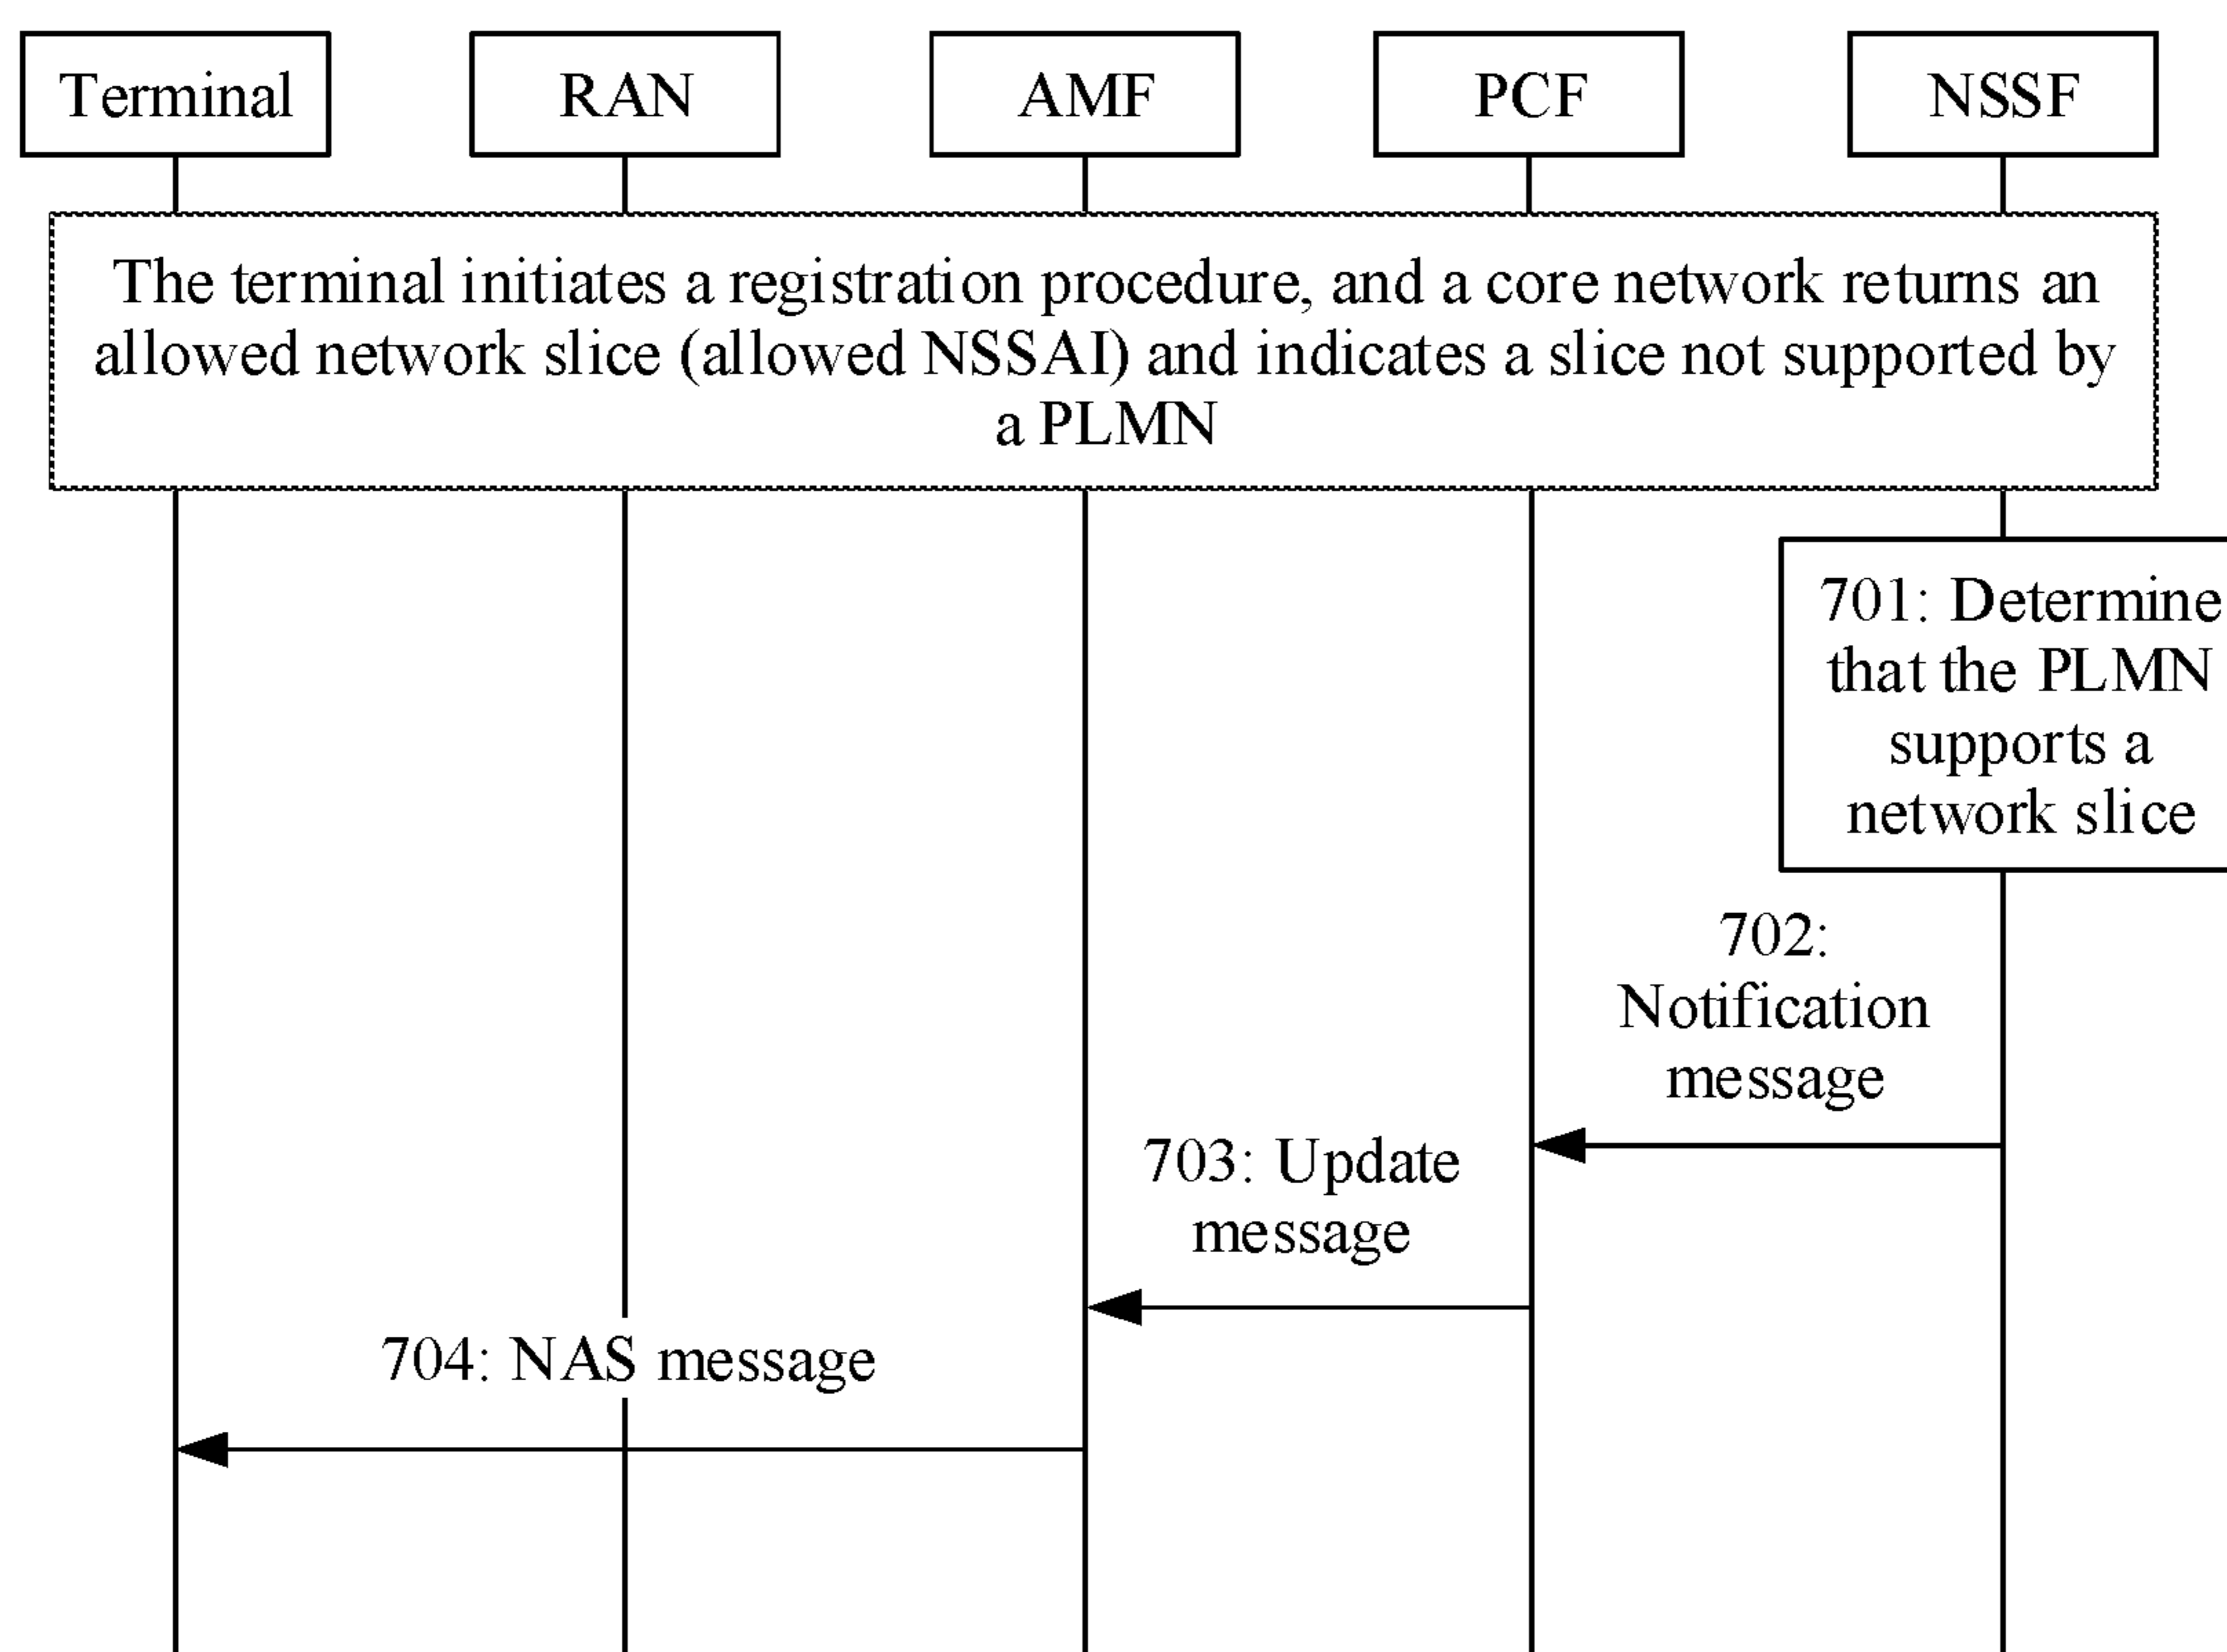 Terminal
RAN
AMF
PCF
NSSF
The terminal initiates a registration procedure, and a core network returns an
allowed network slice (allowed NSSAI) and indicates a slice not supported by
a PLMN
701: Determine
that the PLMN
supports a
network slice
702:
Notification
message
703: Update
message
704: NAS message